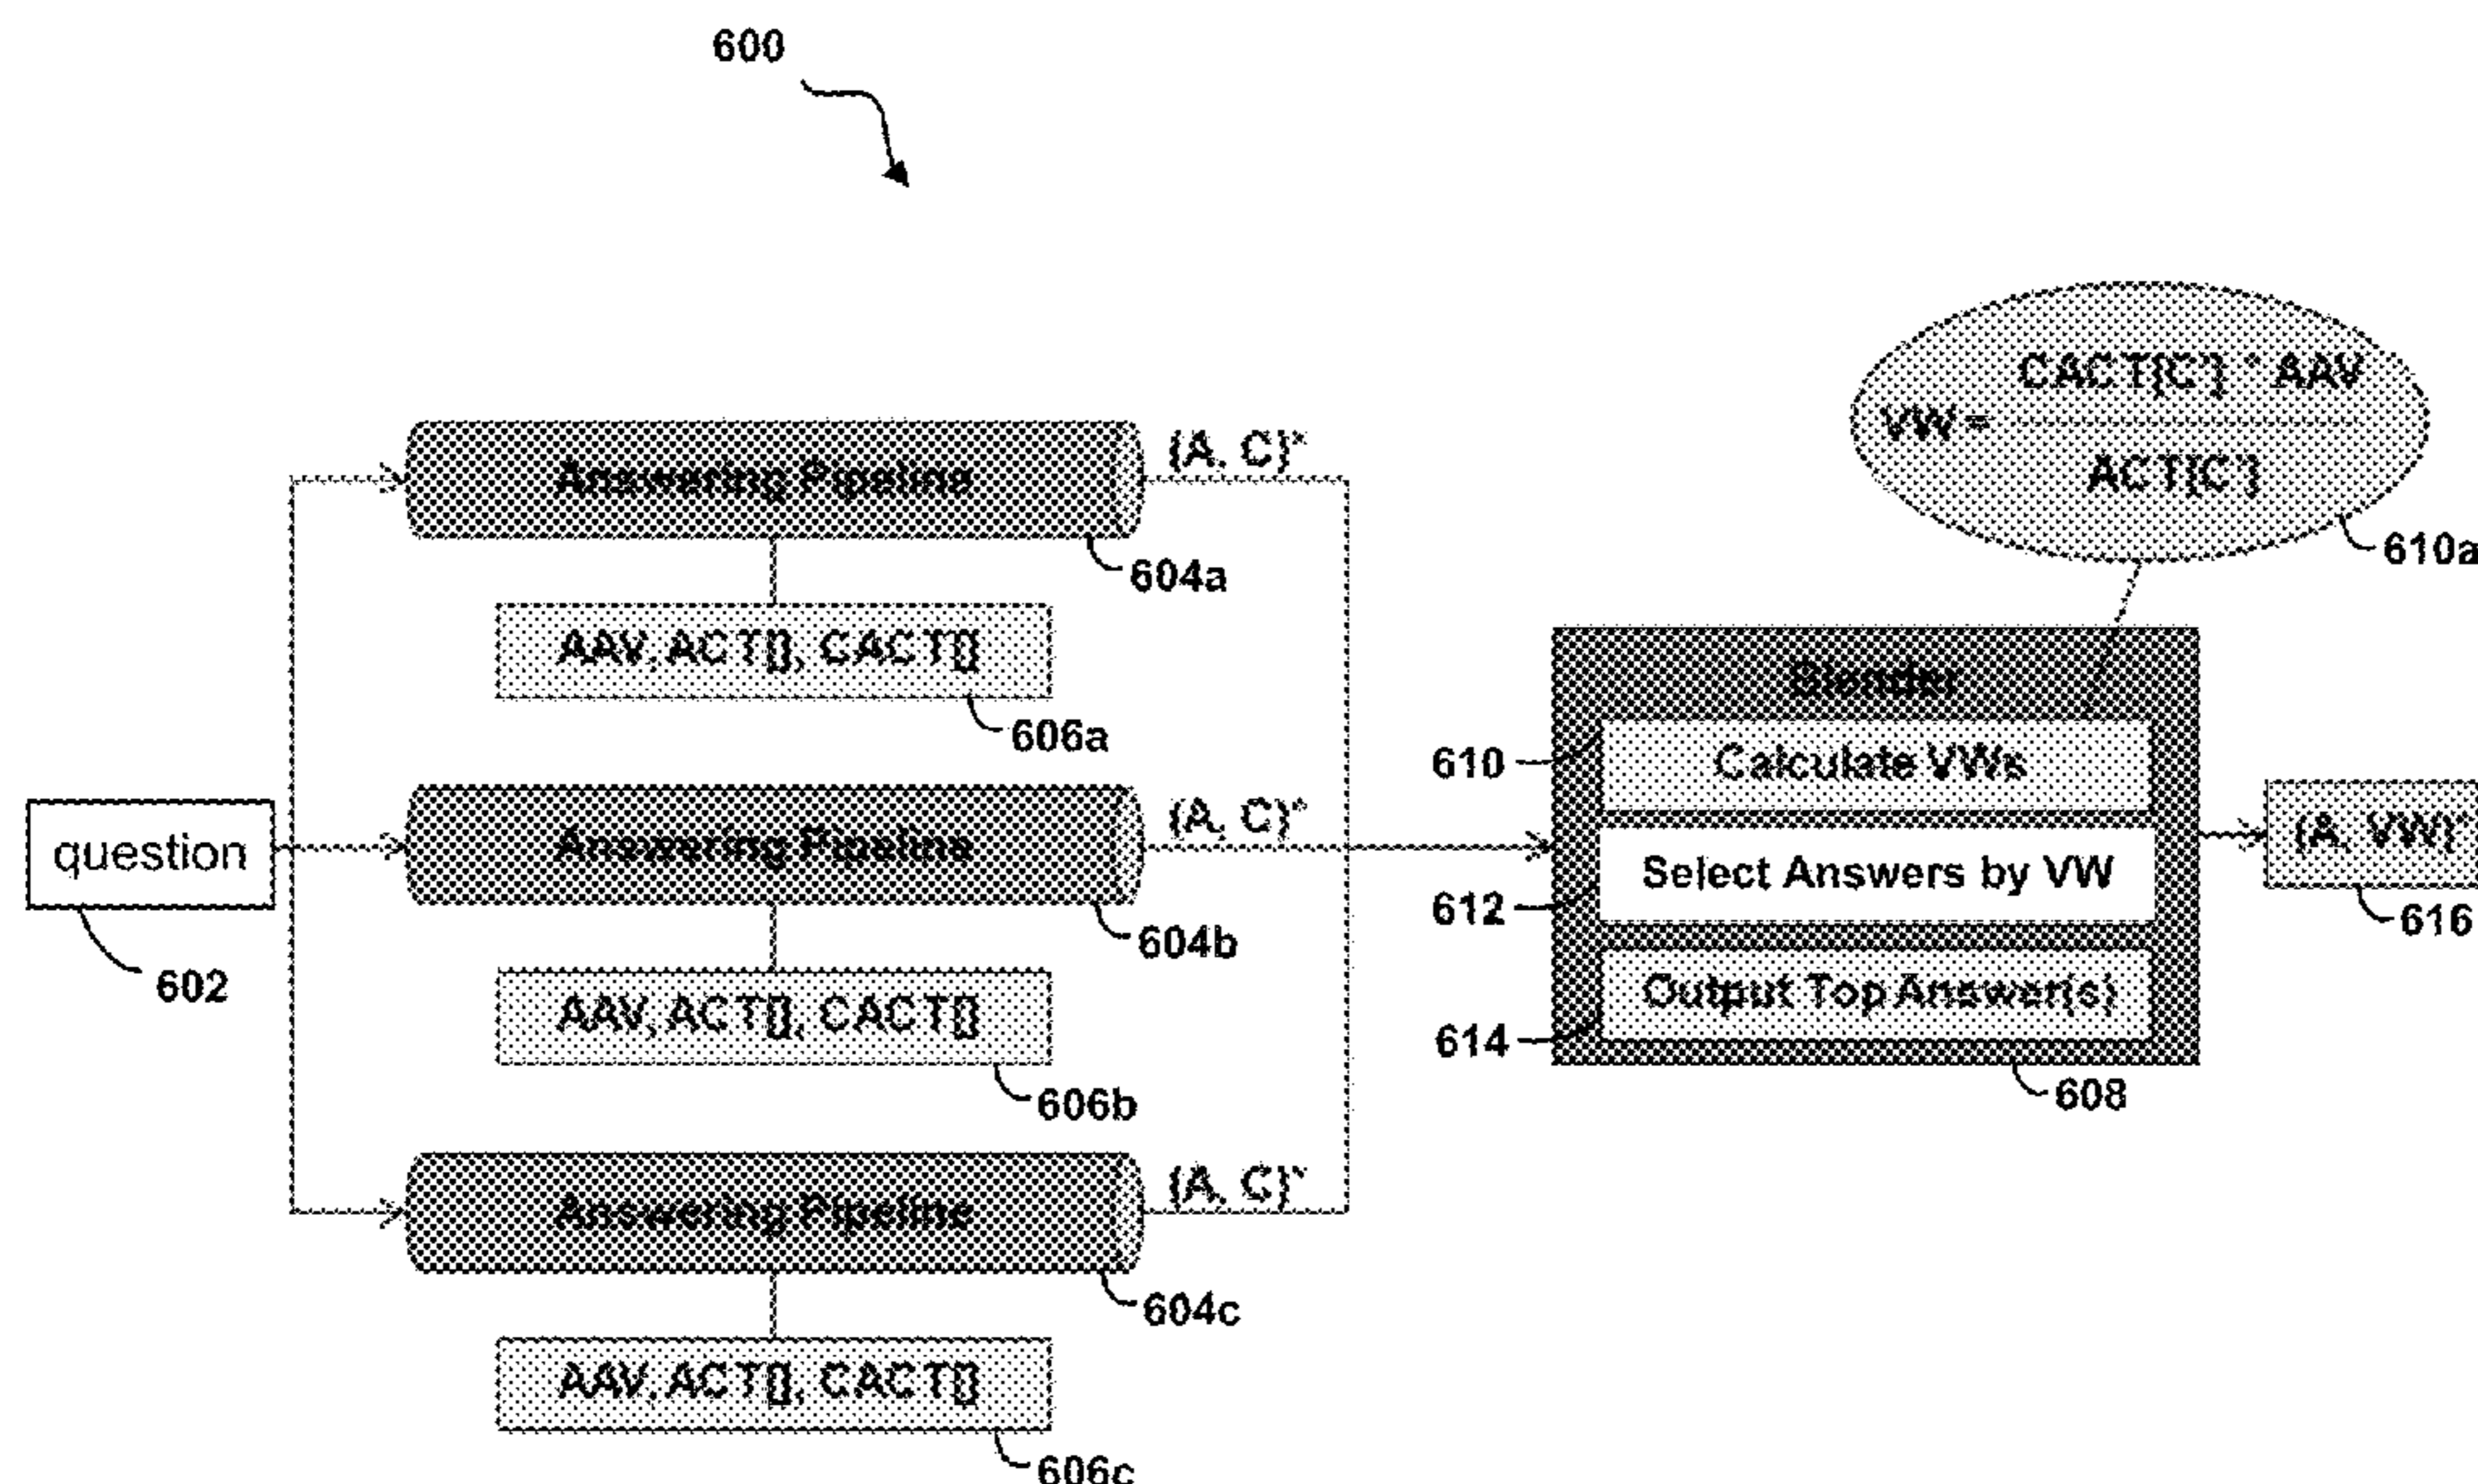 600
CACT[C'] * AAV
VW =
ACT[C']
610a
Answering Pipeline
(A, C)*
604a
AAV, ACT[], CACT[]
606a
question
602
Answering Pipeline
(A, C)*
604b
AAV, ACT[], CACT[]
606b
Answering Pipeline
(A, C)*
604c
AAV, ACT[], CACT[]
606c
Blender
610
Calculate VWs
612
Select Answers by VW
614
Output Top Answer(s)
608
(A, VW)*
616